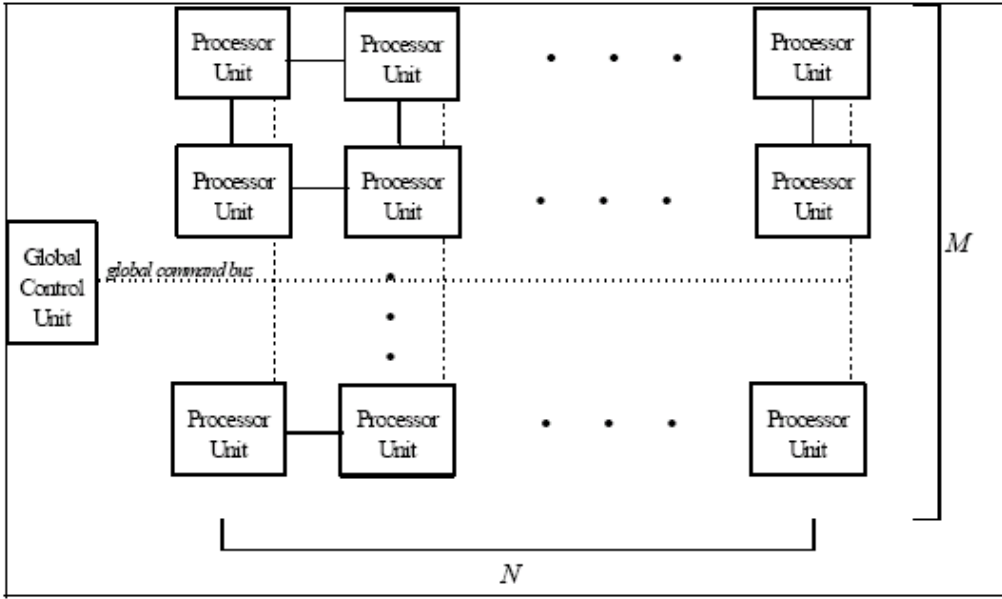 Processor
Unit
Processor
Unit
Processor
Unit
Processor
Unit
Processor
Unit
Processor
Unit
M
Global
Control
Unit
global command bus
Processor
Unit
Processor
Unit
Processor
Unit
N